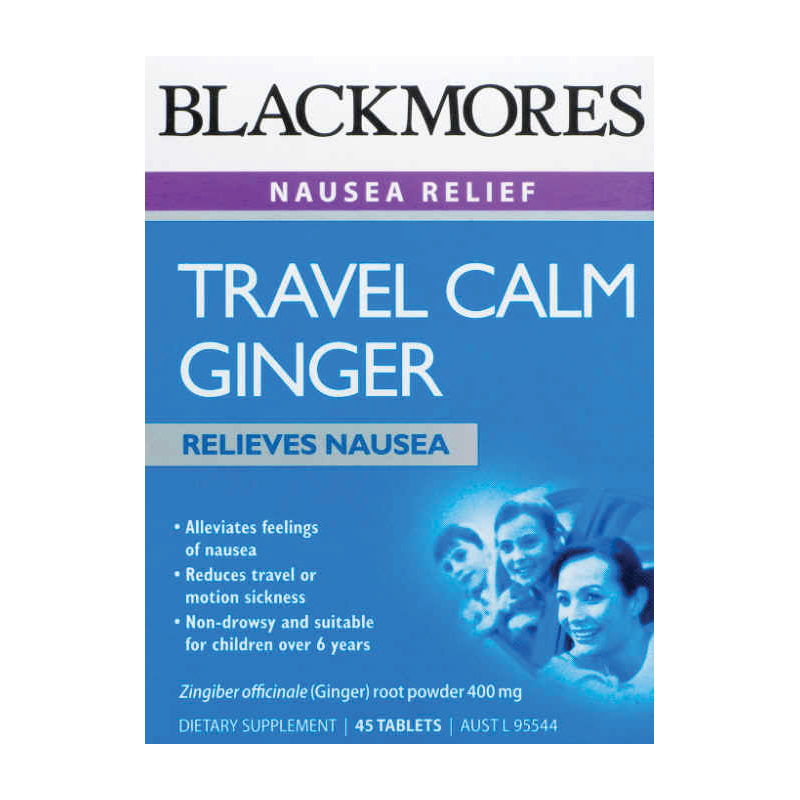 BLACKMORES
NAUSEA RELIEF
TRAVEL CALM
GINGER
RELIEVES NAUSEA
• Alleviates feelings
of nausea
• Reduces travel or
motion sickness
• Non-drowsy and suitable
for children over 6 years
Zingiber officinale (Ginger) root powder 400 mg
DIETARY SUPPLEMENT | 45 TABLETS | AUST L 95544